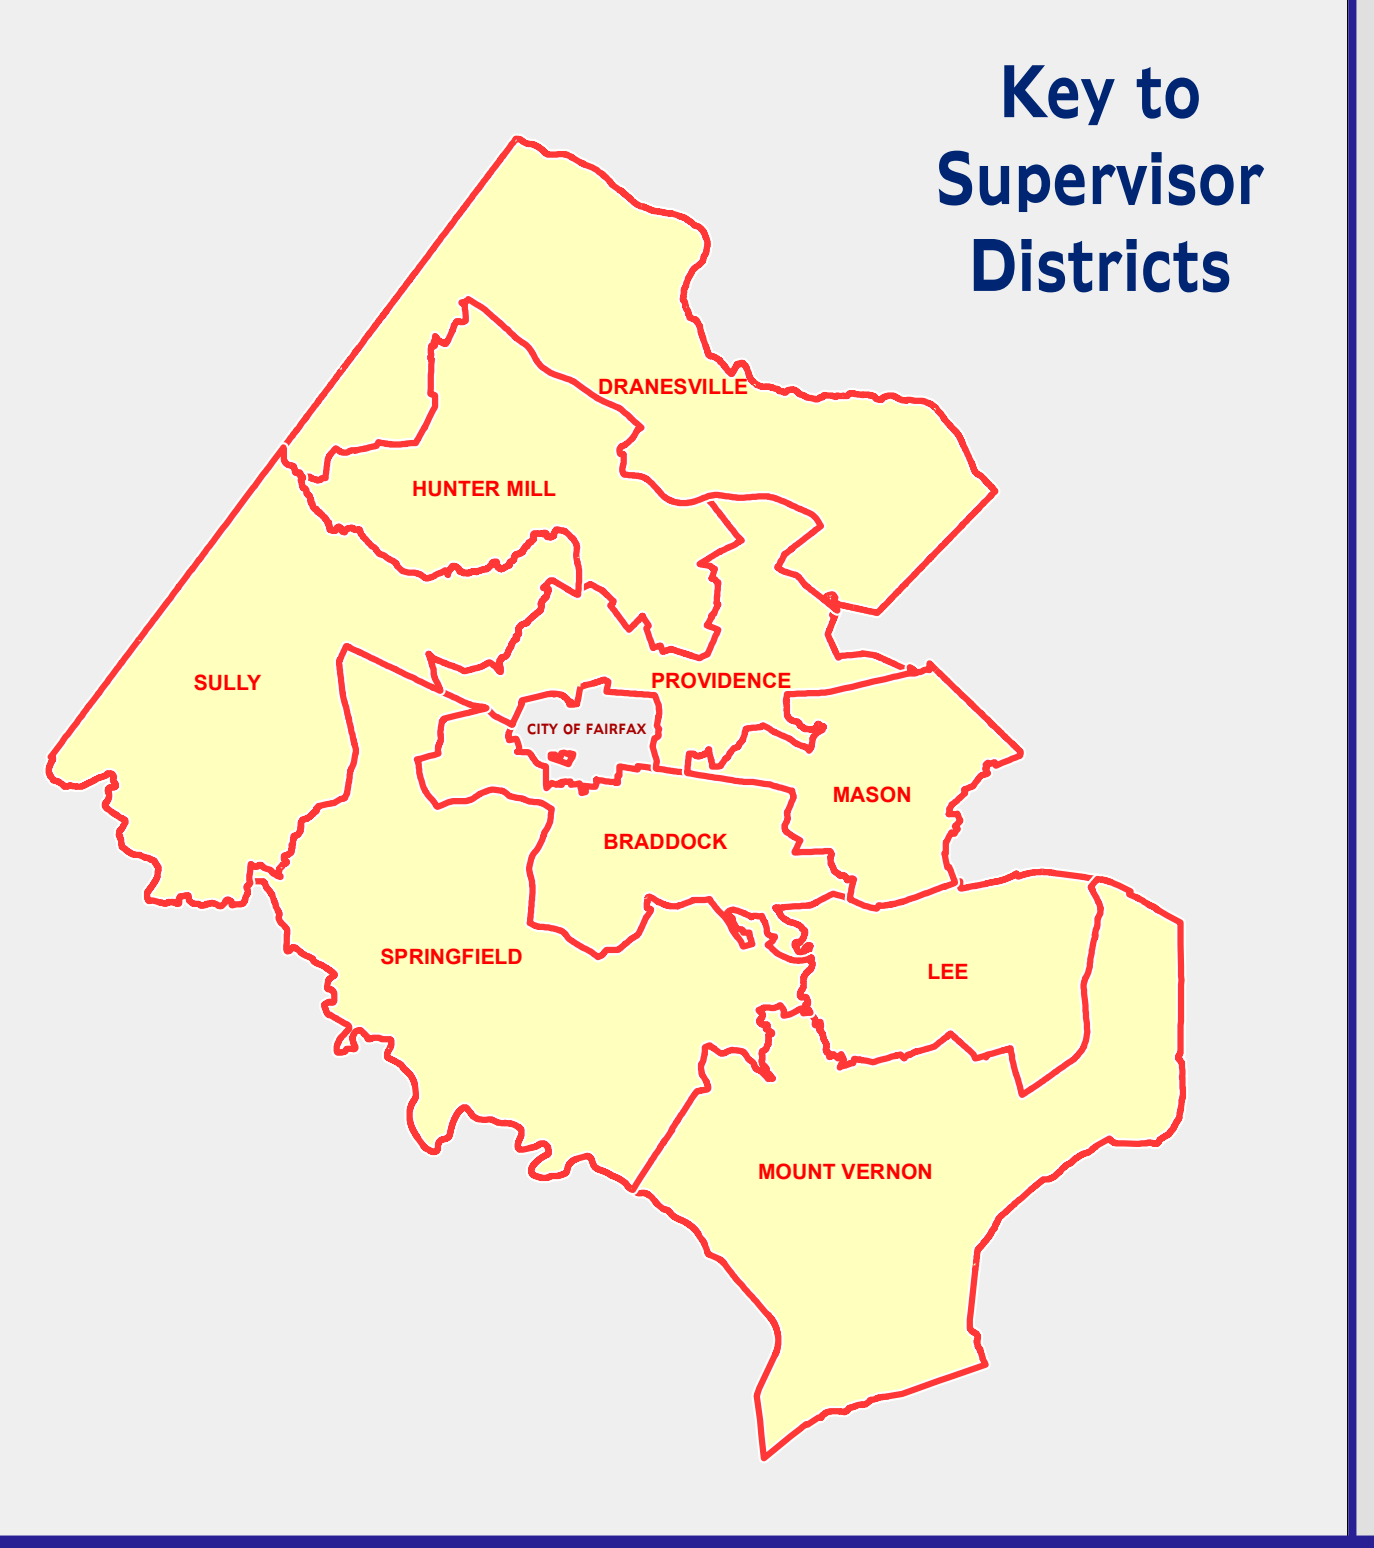 Key to
Supervisor
Districts
DRANESVILLE
HUNTER MILL
SULLY
PROVIDENCE
CITY OF FAIRFAX
MASON
BRADDOCK
SPRINGFIELD
LEE
MOUNT VERNON